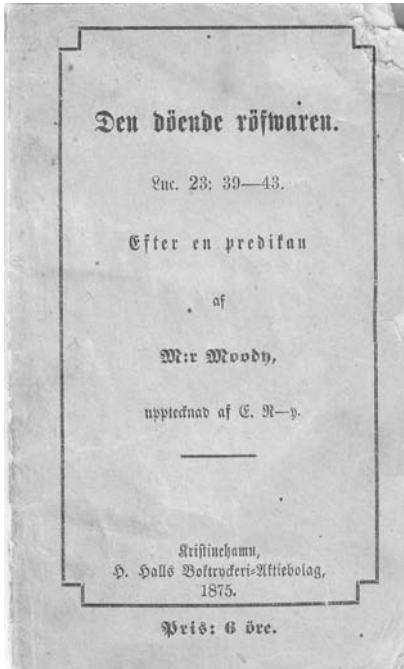 Den döende röfwaren.
Luc. 23: 39—43.
Efter en predikan
af
M:r Moody,
upptecknad af E. R—y.
Kristinehamn,
H. Halls Boktryckeri-Aktiebolag,
1875.
Pris: 6 öre.